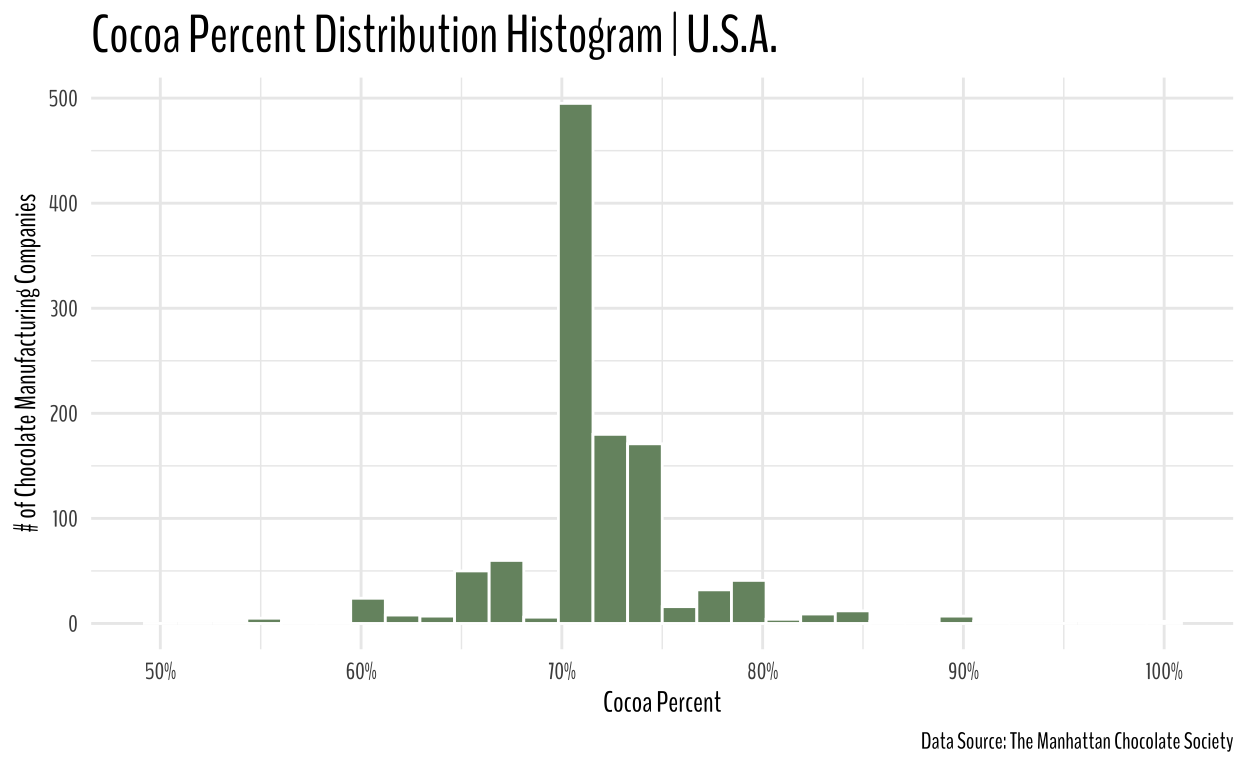 Cocoa Percent Distribution Histogram | U.S.A.
# of Chocolate Manufacturing Companies
500
400
300
200
100
0
50% 60% 70% 80% 90% 100%
Cocoa Percent
Data Source: The Manhattan Chocolate Society